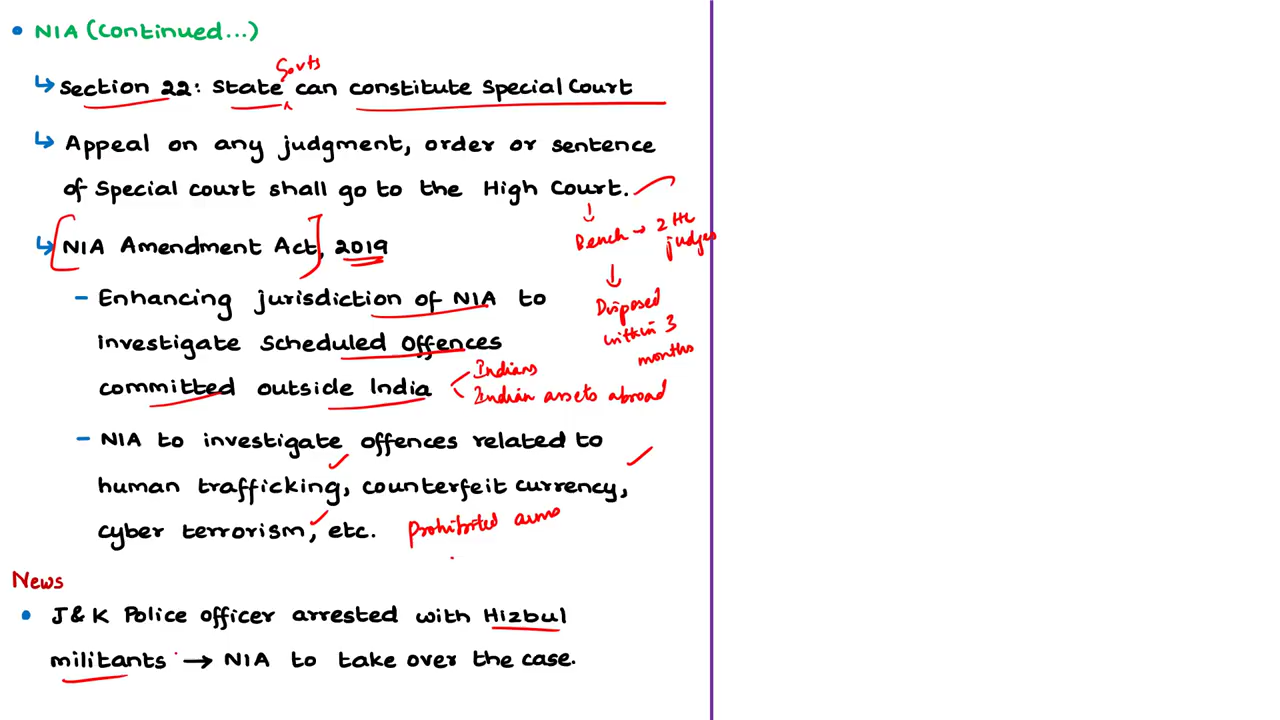 • NIA (Continued...)
Govts
↳ Section 22: State ^ can constitute Special Court
↳ Appeal on any judgment, order or sentence
of Special court shall go to the High Court.
Bench → 2 HC
judges
Disposed
within 3
months
↳ [NIA Amendment Act], 2019
- Enhancing jurisdiction of NIA to
investigate Scheduled Offences
committed outside India
Indians
Indian assets abroad
- NIA to investigate offences related to
human trafficking, counterfeit currency,
cyber terrorism, etc. Prohibited arms
News
• J&K Police officer arrested with Hizbul
militants → NIA to take over the case.